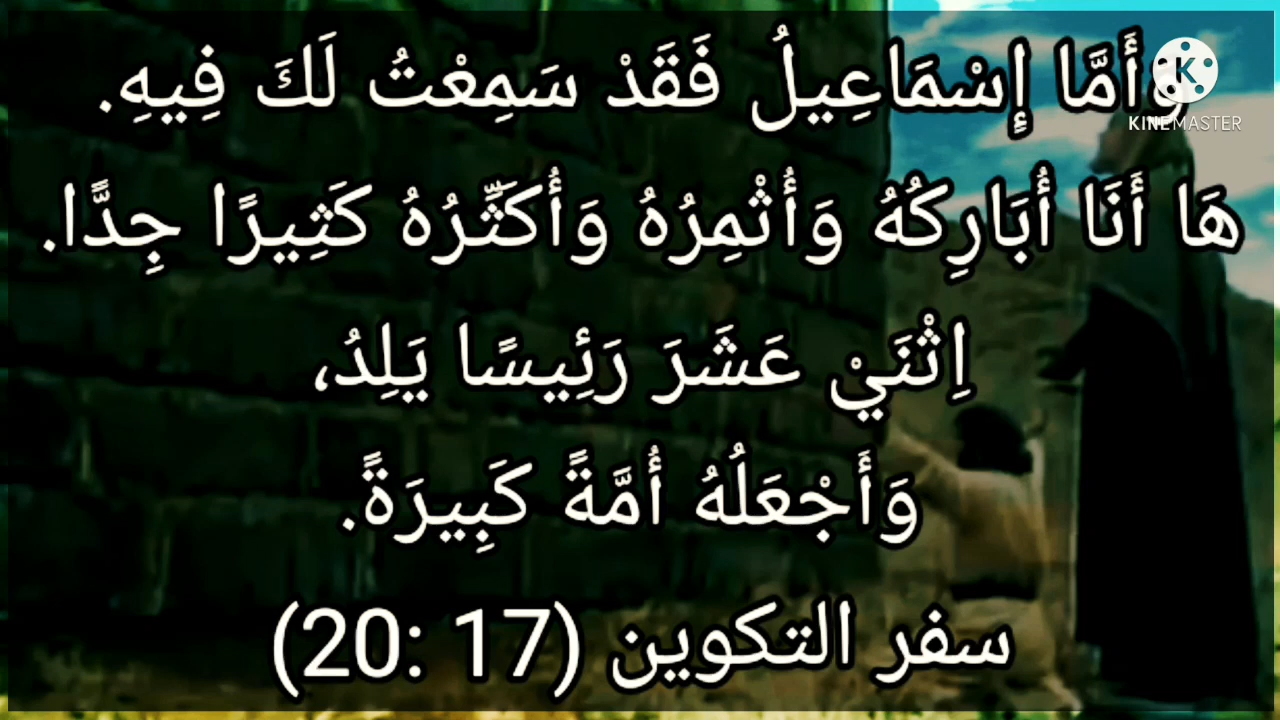 وَأَمَّا إِسْمَاعِيلُ فَقَدْ سَمِعْتُ لَكَ فِيهِ.
KINEMASTER
هَا أَنَا أُبَارِكُهُ وَأُثْمِرُهُ وَأُكَثِّرُهُ كَثِيرًا جِدًّا.
اِثْنَيْ عَشَرَ رَئِيسًا يَلِدُ،
وَأَجْعَلُهُ أُمَّةً كَبِيرَةً.
سفر التكوين (17 :20)